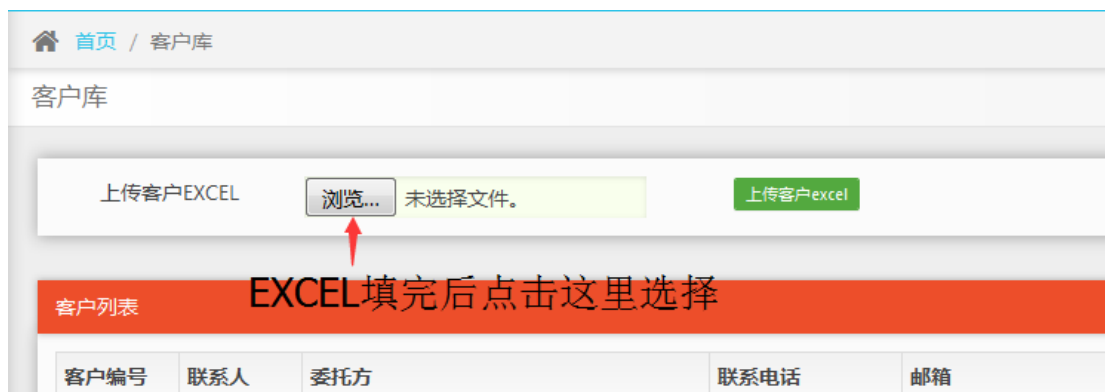 首页 / 客户库
客户库
上传客户EXCEL 浏览... 未选择文件。 上传客户excel
EXCEL填完后点击这里选择
客户列表
客户编号 联系人 委托方 联系电话 邮箱